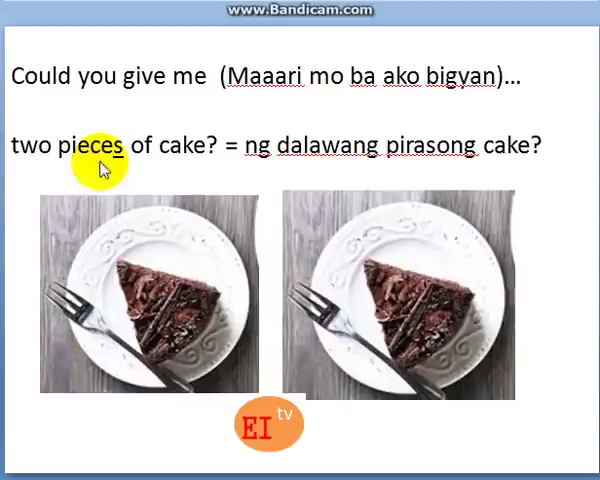 www.Bandicam.com
Could you give me (Maaari mo ba ako bigyan)...
two pieces of cake? = ng dalawang pirasong cake?
EI tv